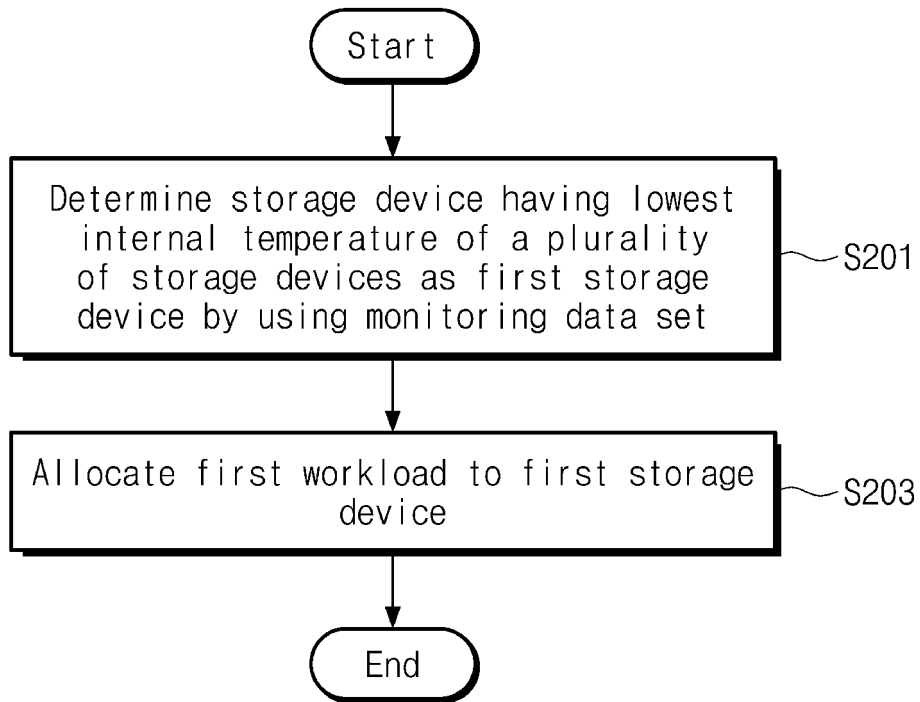 Start
Determine storage device having lowest
internal temperature of a plurality
of storage devices as first storage
device by using monitoring data set
S201
Allocate first workload to first storage
device
S203
End